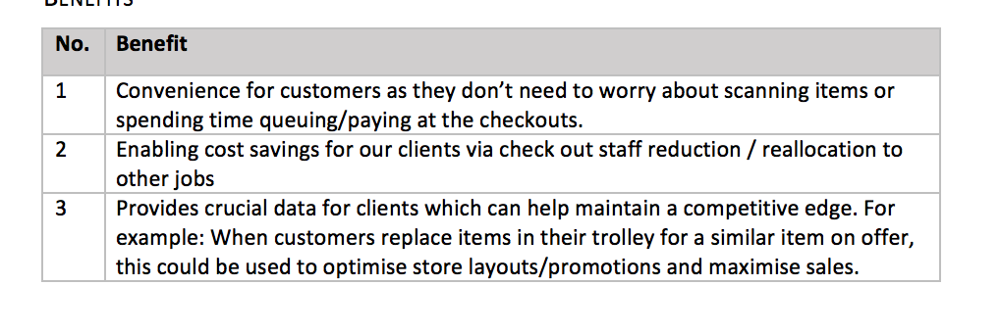 BENEFITS
No. Benefit
1 Convenience for customers as they don’t need to worry about scanning items or
spending time queuing/paying at the checkouts.
2 Enabling cost savings for our clients via check out staff reduction / reallocation to
other jobs
3 Provides crucial data for clients which can help maintain a competitive edge. For
example: When customers replace items in their trolley for a similar item on offer,
this could be used to optimise store layouts/promotions and maximise sales.